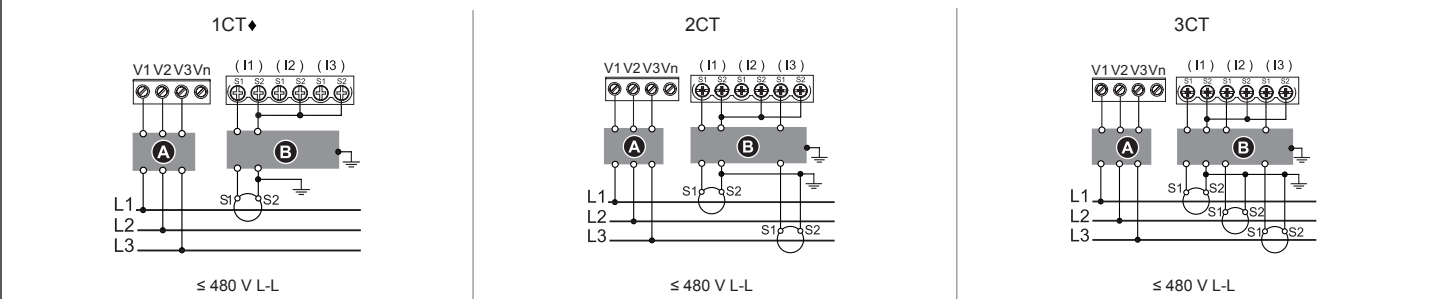 1CT♦
V1 V2 V3 Vn
( I1 ) ( I2 ) ( I3 )
S1 S2 S1 S2 S1 S2
A
B
S1 S2
L1
L2
L3
≤ 480 V L-L
2CT
V1 V2 V3 Vn
( I1 ) ( I2 ) ( I3 )
S1 S2 S1 S2 S1 S2
A
B
S1 S2
L1
L2
S1 S2
L3
≤ 480 V L-L
3CT
V1 V2 V3 Vn
( I1 ) ( I2 ) ( I3 )
S1 S2 S1 S2 S1 S2
A
B
S1 S2
L1
S1 S2
L2
S1 S2
L3
≤ 480 V L-L